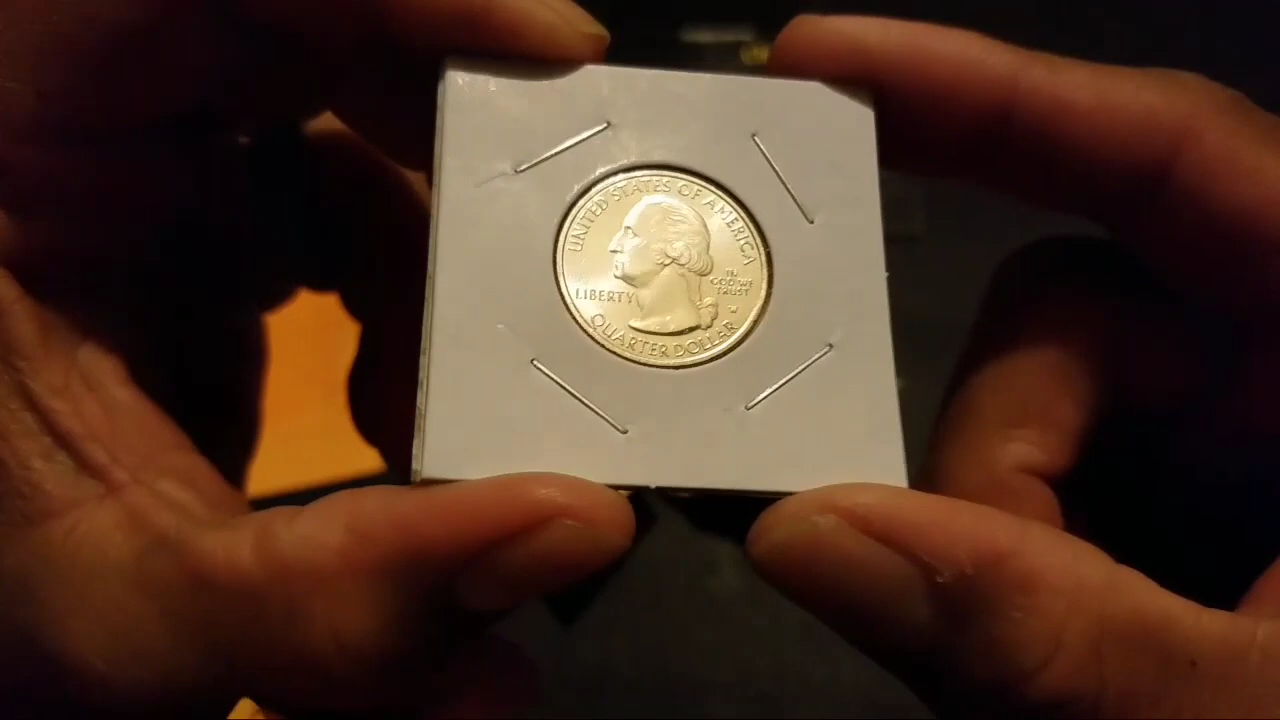 UNITED STATES OF AMERICA
LIBERTY
IN
GOD WE
TRUST
W
QUARTER DOLLAR